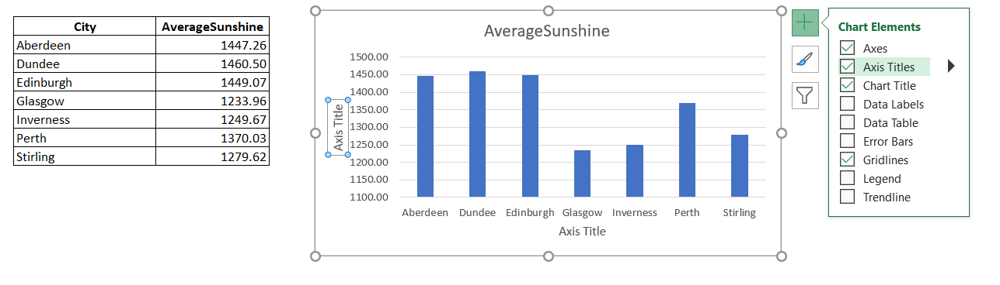 City AverageSunshine
Aberdeen 1447.26
Dundee 1460.50
Edinburgh 1449.07
Glasgow 1233.96
Inverness 1249.67
Perth 1370.03
Stirling 1279.62
AverageSunshine
1500.00
1450.00
1400.00
1350.00
1300.00
1250.00
1200.00
1150.00
1100.00
Axis Title
Aberdeen Dundee Edinburgh Glasgow Inverness Perth Stirling
Axis Title
Chart Elements
Axes
Axis Titles
Chart Title
Data Labels
Data Table
Error Bars
Gridlines
Legend
Trendline